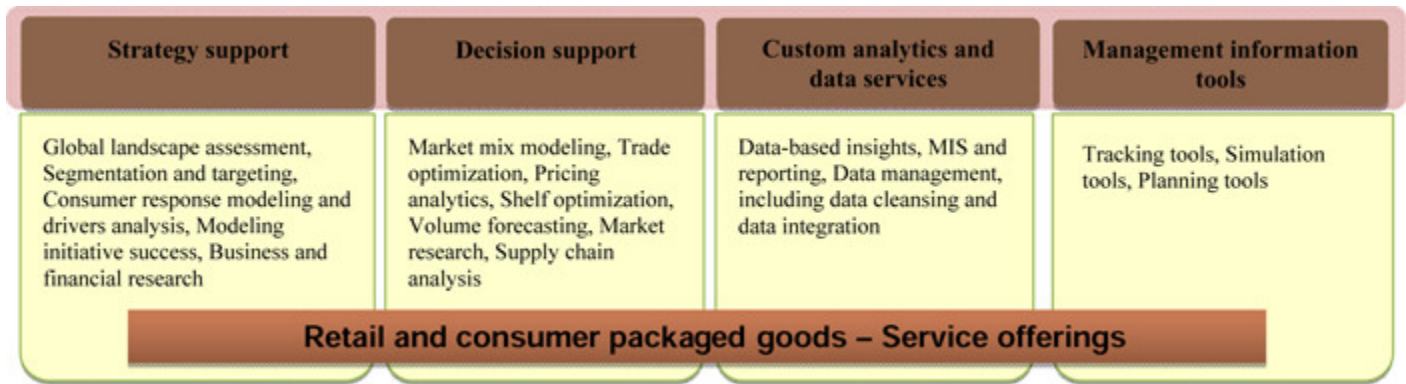 Strategy support
Global landscape assessment,
Segmentation and targeting,
Consumer response modeling and
drivers analysis, Modeling
initiative success, Business and
financial research
Decision support
Market mix modeling, Trade
optimization, Pricing
analytics, Shelf optimization,
Volume forecasting, Market
research, Supply chain
analysis
Custom analytics and
data services
Data-based insights, MIS and
reporting, Data management,
including data cleansing and
data integration
Management information
tools
Tracking tools, Simulation
tools, Planning tools
Retail and consumer packaged goods – Service offerings